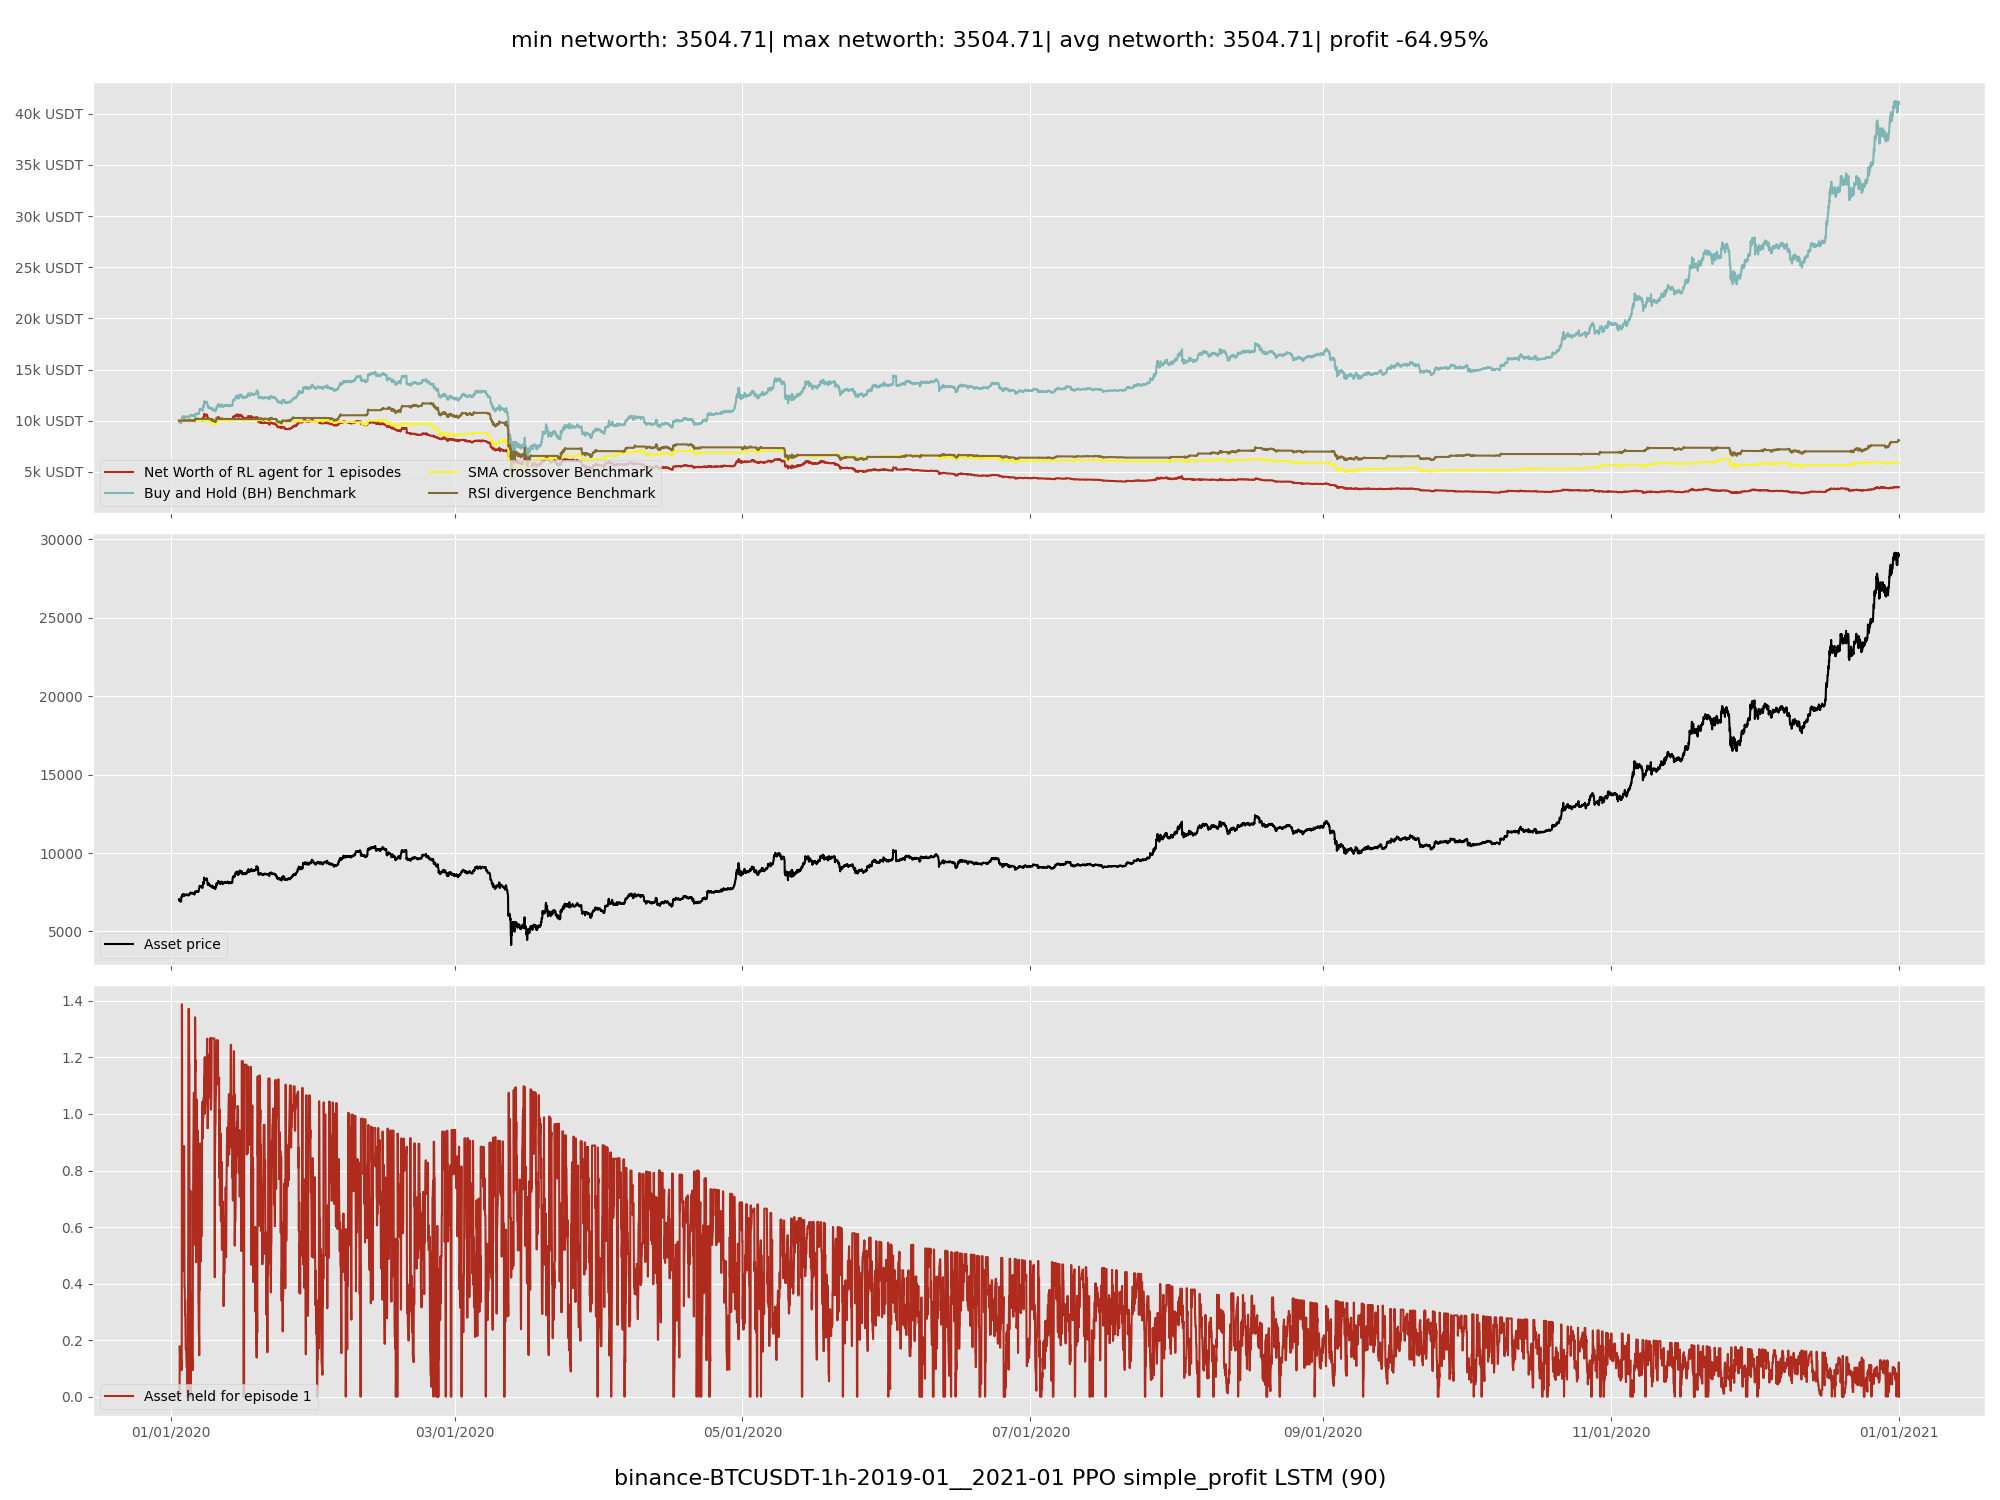 min networth: 3504.71| max networth: 3504.71| avg networth: 3504.71| profit -64.95%
40k USDT
35k USDT
30k USDT
25k USDT
20k USDT
15k USDT
10k USDT
5k USDT
Net Worth of RL agent for 1 episodes
Buy and Hold (BH) Benchmark
SMA crossover Benchmark
RSI divergence Benchmark
30000
25000
20000
15000
10000
5000
Asset price
1.4
1.2
1.0
0.8
0.6
0.4
0.2
0.0
Asset held for episode 1
01/01/2020 03/01/2020 05/01/2020 07/01/2020 09/01/2020 11/01/2020 01/01/2021
binance-BTCUSDT-1h-2019-01__2021-01 PPO simple_profit LSTM (90)